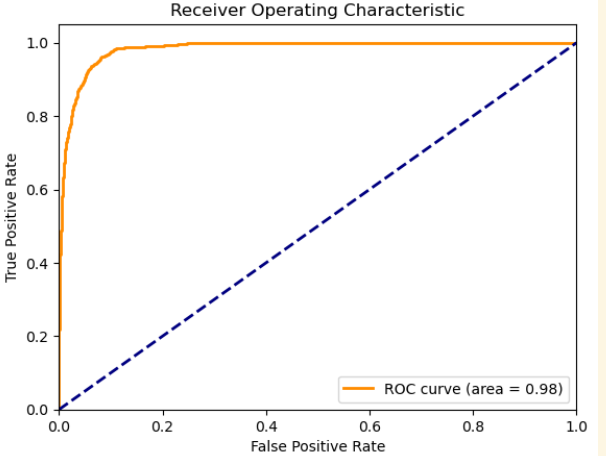 Receiver Operating Characteristic
True Positive Rate
1.0
0.8
0.6
0.4
0.2
0.0
ROC curve (area = 0.98)
0.0 0.2 0.4 0.6 0.8 1.0
False Positive Rate